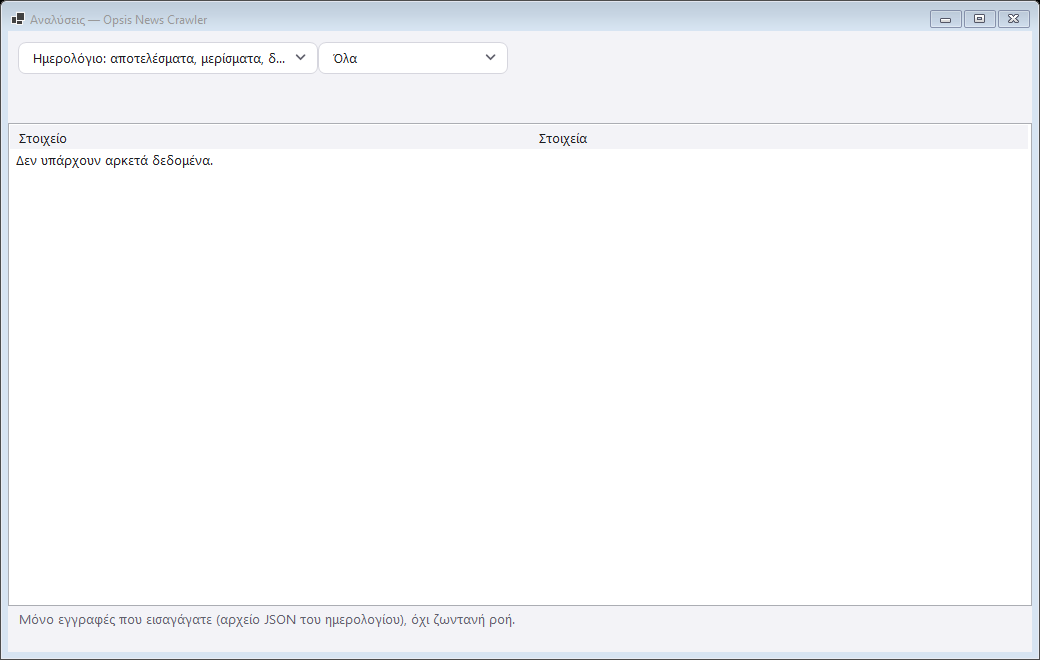 Αναλύσεις — Opsis News Crawler
Ημερολόγιο: αποτελέσματα, μερίσματα, δ... Όλα
Στοιχείο Στοιχεία
Δεν υπάρχουν αρκετά δεδομένα.
Μόνο εγγραφές που εισαγάγατε (αρχείο JSON του ημερολογίου), όχι ζωντανή ροή.